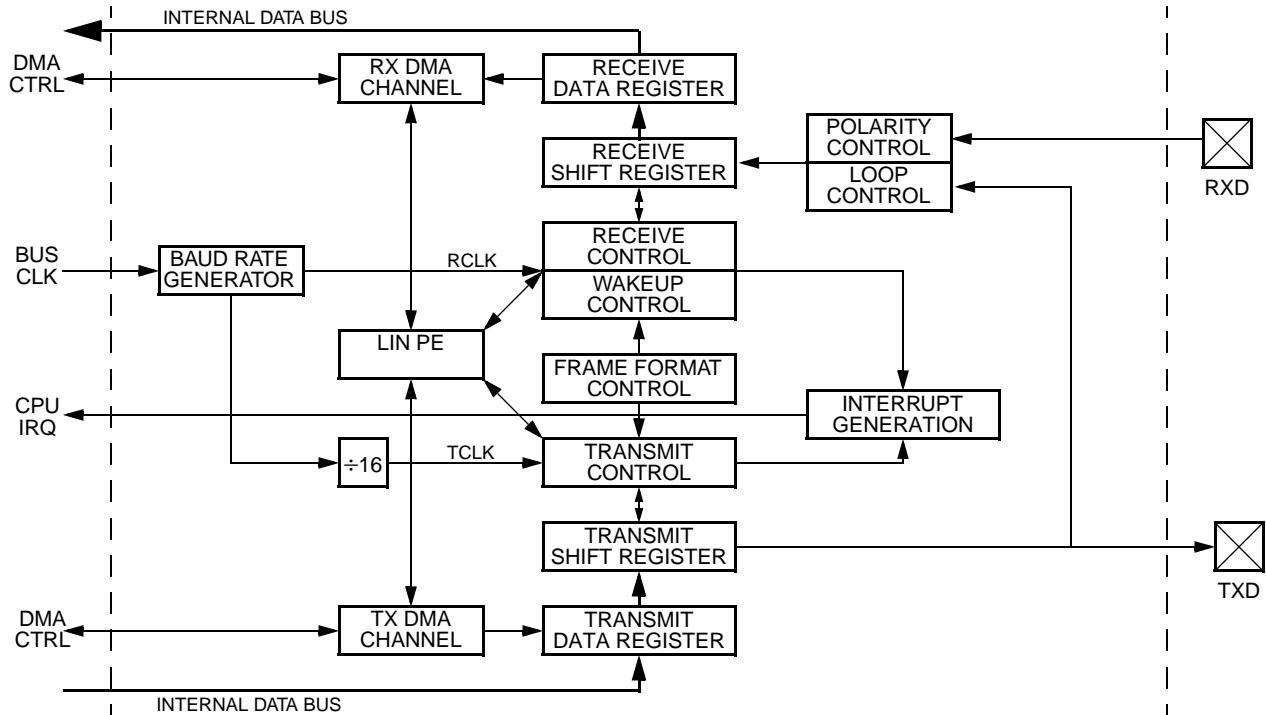 INTERNAL DATA BUS
DMA
CTRL
RX DMA
CHANNEL
RECEIVE
DATA REGISTER
POLARITY
CONTROL
RECEIVE
SHIFT REGISTER
LOOP
CONTROL
RXD
BUS
CLK
BAUD RATE
GENERATOR
RCLK
RECEIVE
CONTROL
WAKEUP
CONTROL
LIN PE
FRAME FORMAT
CONTROL
CPU
IRQ
INTERRUPT
GENERATION
÷16
TCLK
TRANSMIT
CONTROL
TRANSMIT
SHIFT REGISTER
TXD
DMA
CTRL
TX DMA
CHANNEL
TRANSMIT
DATA REGISTER
INTERNAL DATA BUS